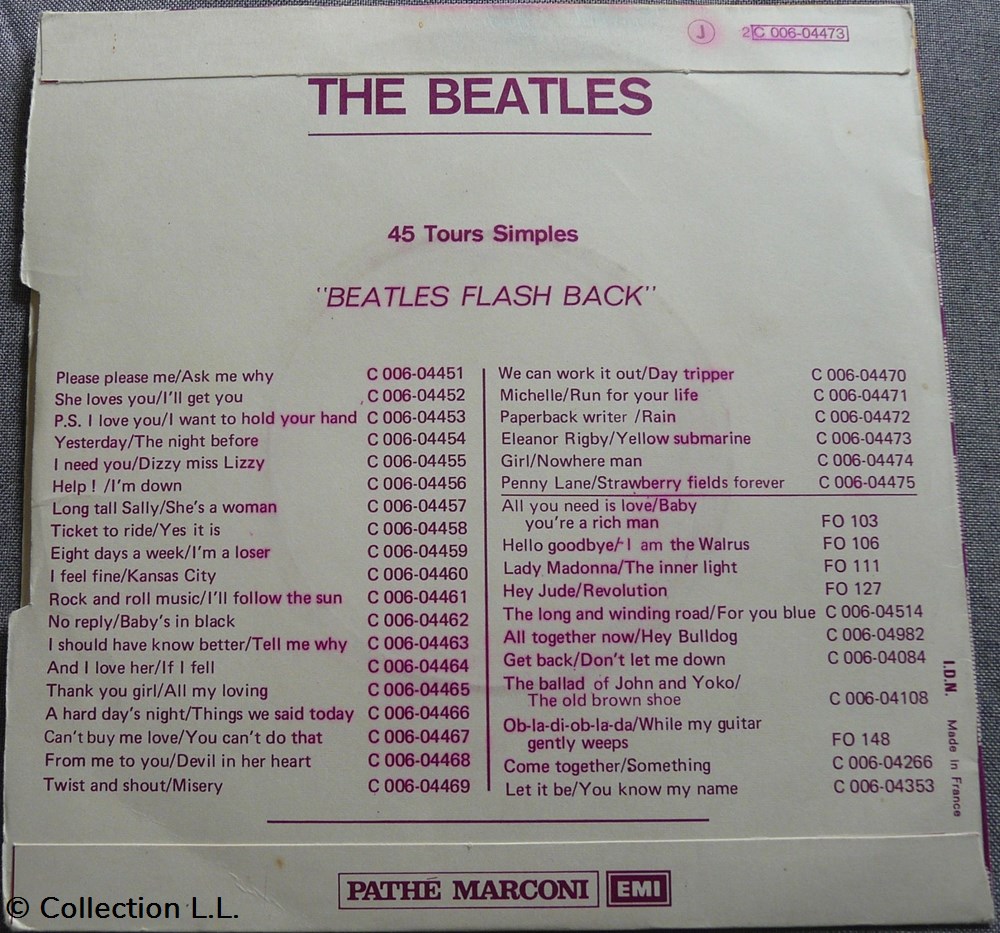 J 2C 006-04473
THE BEATLES
45 Tours Simples
"BEATLES FLASH BACK"
Please please me/Ask me why C 006-04451
She loves you/I'll get you C 006-04452
P.S. I love you/I want to hold your hand C 006-04453
Yesterday/The night before C 006-04454
I need you/Dizzy miss Lizzy C 006-04455
Help ! /I'm down C 006-04456
Long tall Sally/She's a woman C 006-04457
Ticket to ride/Yes it is C 006-04458
Eight days a week/I'm a loser C 006-04459
I feel fine/Kansas City C 006-04460
Rock and roll music/I'll follow the sun C 006-04461
No reply/Baby's in black C 006-04462
I should have know better/Tell me why C 006-04463
And I love her/If I fell C 006-04464
Thank you girl/All my loving C 006-04465
A hard day's night/Things we said today C 006-04466
Can't buy me love/You can't do that C 006-04467
From me to you/Devil in her heart C 006-04468
Twist and shout/Misery C 006-04469
We can work it out/Day tripper C 006-04470
Michelle/Run for your life C 006-04471
Paperback writer /Rain C 006-04472
Eleanor Rigby/Yellow submarine C 006-04473
Girl/Nowhere man C 006-04474
Penny Lane/Strawberry fields forever C 006-04475
All you need is love/Baby
you're a rich man FO 103
Hello goodbye/-I am the Walrus FO 106
Lady Madonna/The inner light FO 111
Hey Jude/Revolution FO 127
The long and winding road/For you blue C 006-04514
All together now/Hey Bulldog C 006-04982
Get back/Don't let me down C 006-04084
The ballad of John and Yoko/
The old brown shoe C 006-04108
Ob-la-di-ob-la-da/While my guitar
gently weeps FO 148
Come together/Something C 006-04266
Let it be/You know my name C 006-04353
I.D.N. Made in France
PATHÉ MARCONI EMI
© Collection L.L.